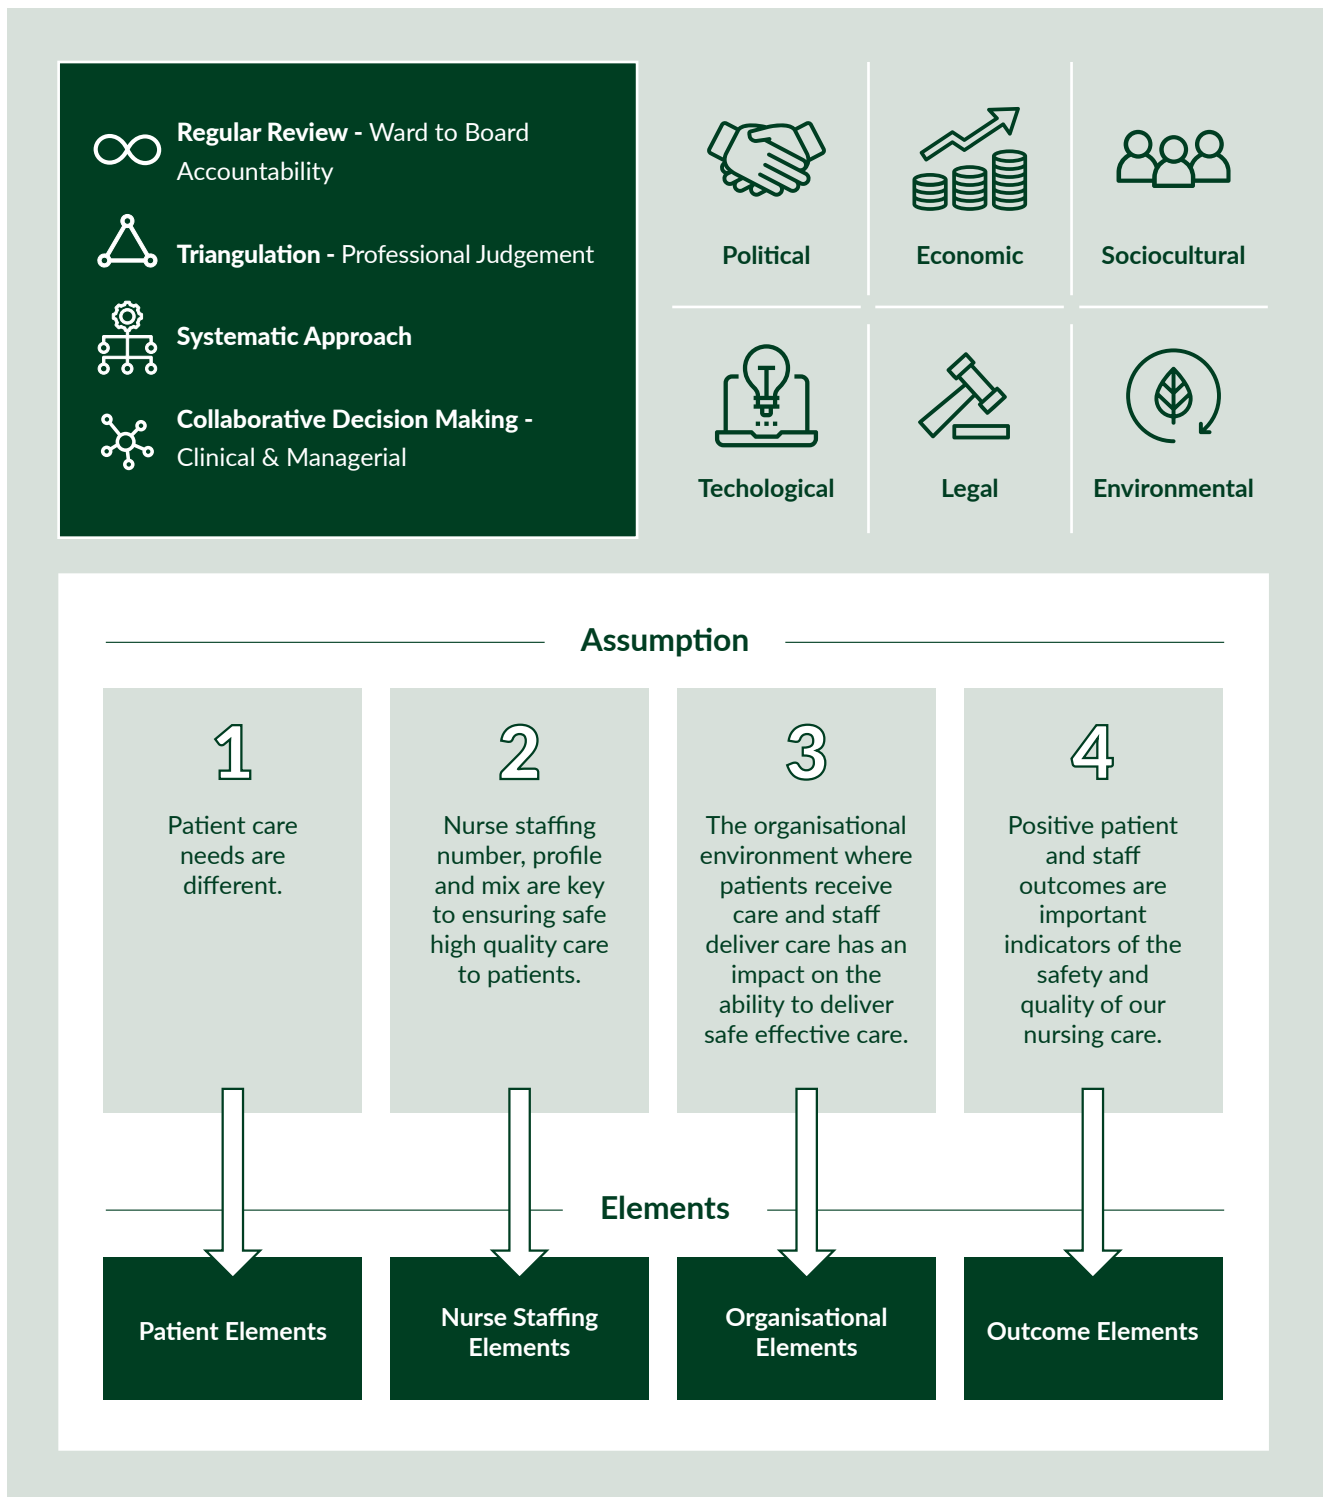 Regular Review - Ward to Board
Accountability
Triangulation - Professional Judgement
Systematic Approach
Collaborative Decision Making -
Clinical & Managerial
Political
Economic
Sociocultural
Techological
Legal
Environmental
Assumption
1
Patient care
needs are
different.
2
Nurse staffing
number, profile
and mix are key
to ensuring safe
high quality care
to patients.
3
The organisational
environment where
patients receive
care and staff
deliver care has an
impact on the
ability to deliver
safe effective care.
4
Positive patient
and staff
outcomes are
important
indicators of the
safety and
quality of our
nursing care.
Elements
Patient Elements
Nurse Staffing
Elements
Organisational
Elements
Outcome Elements